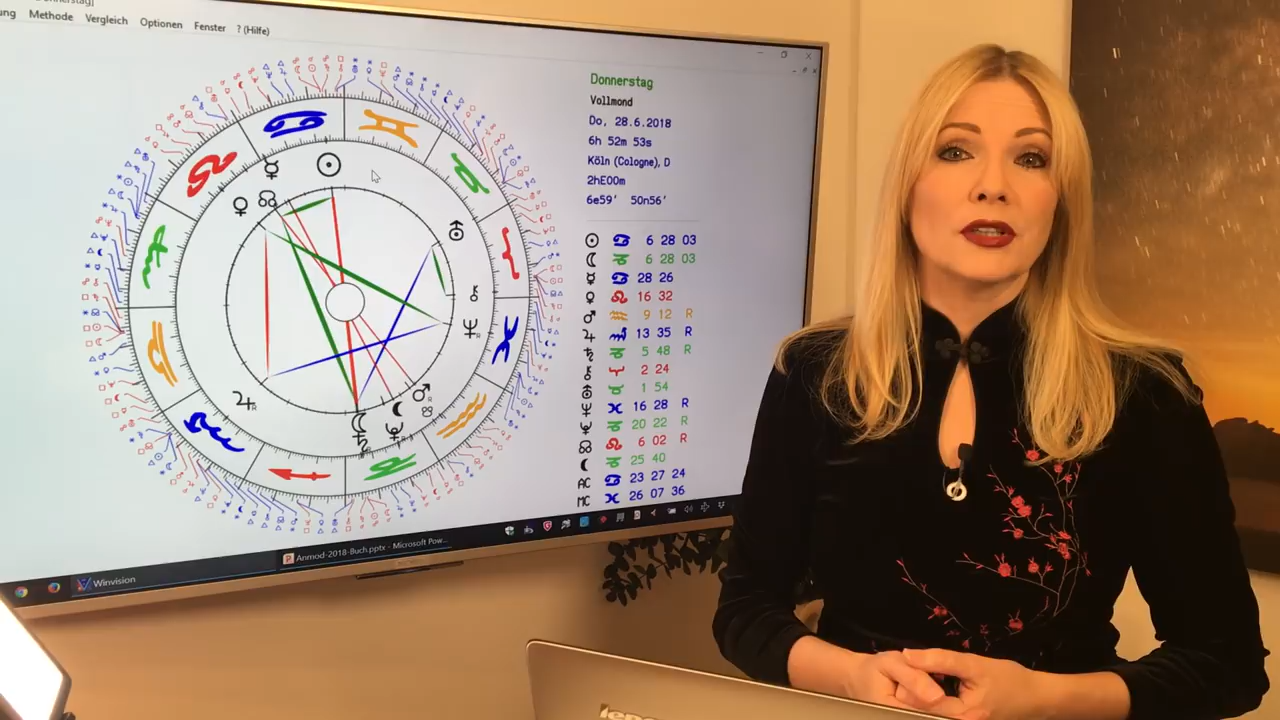 Methode Vergleich Optionen Fenster ? (Hilfe)
Donnerstag
Vollmond
Do, 28.6.2018
6h 52m 53s
Köln (Cologne), D
2hE00m
6e59' 50n56'
6 28 03
6 28 03
28 26
16 32
9 12 R
13 35 R
5 48 R
2 24
1 54
16 28 R
20 22 R
6 02 R
25 40
AC 23 27 24
MC 26 07 36
Anmod-2018-Buch.pptx - Microsoft Pow...
Winvision